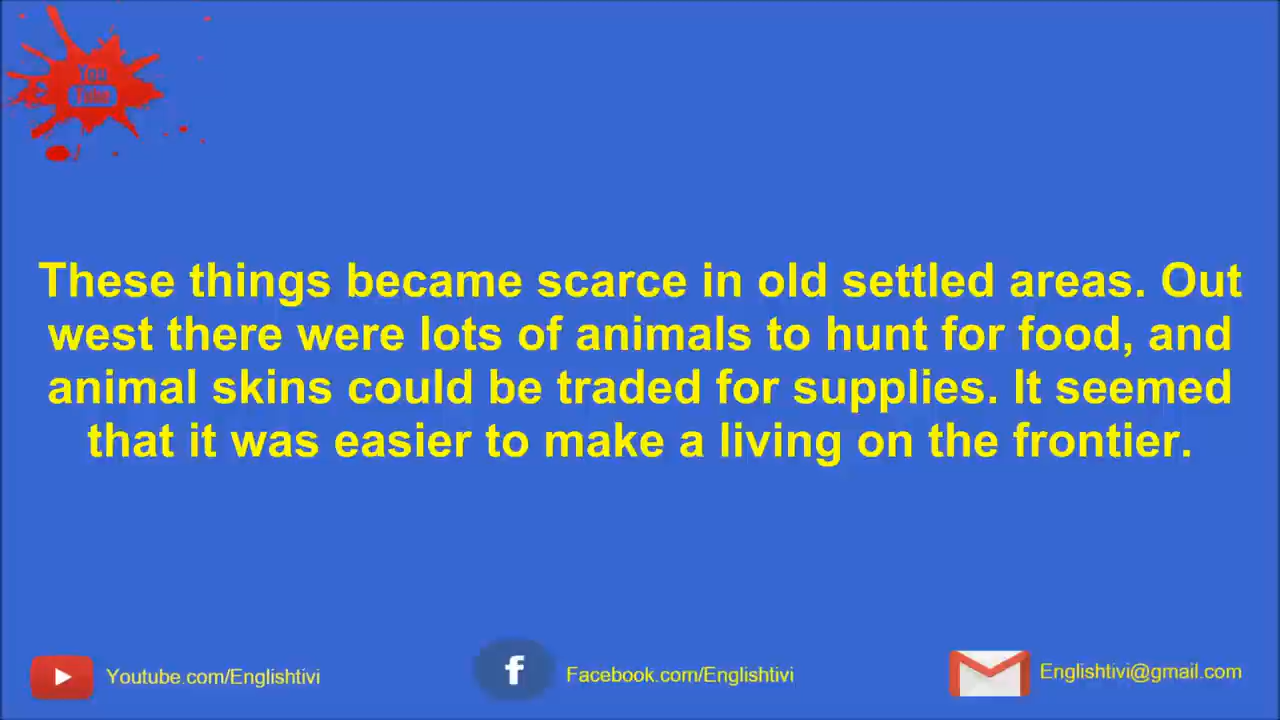 You
Tube
These things became scarce in old settled areas. Out
west there were lots of animals to hunt for food, and
animal skins could be traded for supplies. It seemed
that it was easier to make a living on the frontier.
Youtube.com/Englishtivi
f
Facebook.com/Englishtivi
Englishtivi@gmail.com